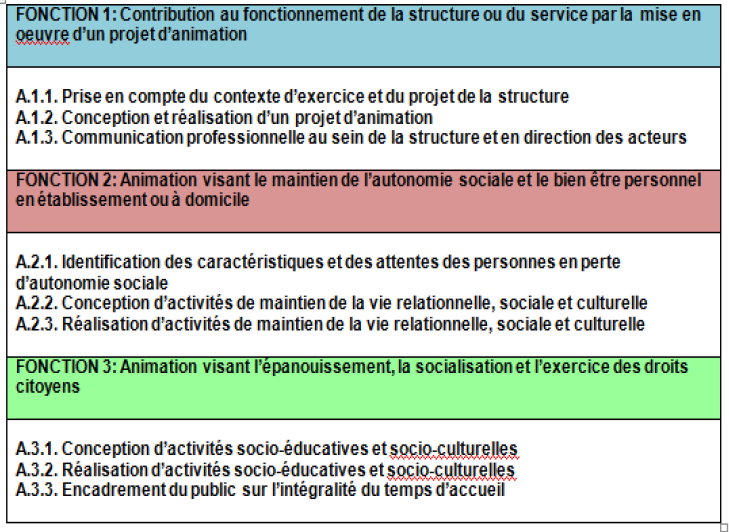 FONCTION 1: Contribution au fonctionnement de la structure ou du service par la mise en
oeuvre d'un projet d'animation
A.1.1. Prise en compte du contexte d'exercice et du projet de la structure
A.1.2. Conception et réalisation d'un projet d'animation
A.1.3. Communication professionnelle au sein de la structure et en direction des acteurs
FONCTION 2: Animation visant le maintien de l'autonomie sociale et le bien être personnel
en établissement ou à domicile
A.2.1. Identification des caractéristiques et des attentes des personnes en perte
d'autonomie sociale
A.2.2. Conception d'activités de maintien de la vie relationnelle, sociale et culturelle
A.2.3. Réalisation d'activités de maintien de la vie relationnelle, sociale et culturelle
FONCTION 3: Animation visant l'épanouissement, la socialisation et l'exercice des droits
citoyens
A.3.1. Conception d'activités socio-éducatives et socio-culturelles
A.3.2. Réalisation d'activités socio-éducatives et socio-culturelles
A.3.3. Encadrement du public sur l'intégralité du temps d'accueil